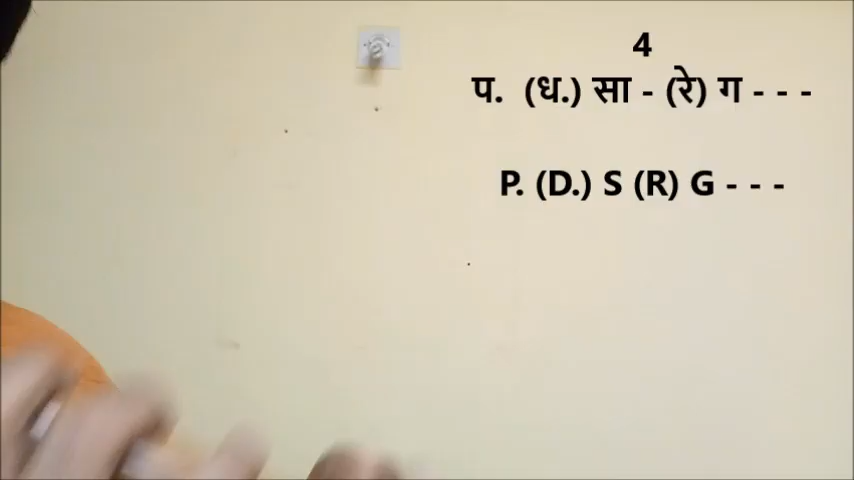 4
प. (ध.) सा - (रे) ग - - -
P. (D.) S (R) G - - -